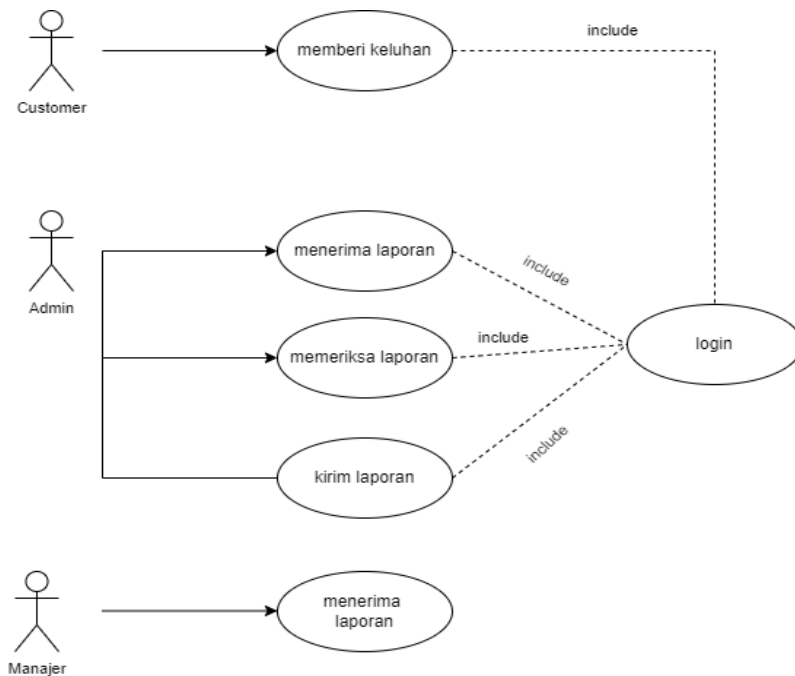 memberi keluhan
include
Customer
menerima laporan
include
Admin
include
login
memeriksa laporan
include
kirim laporan
menerima
laporan
Manajer